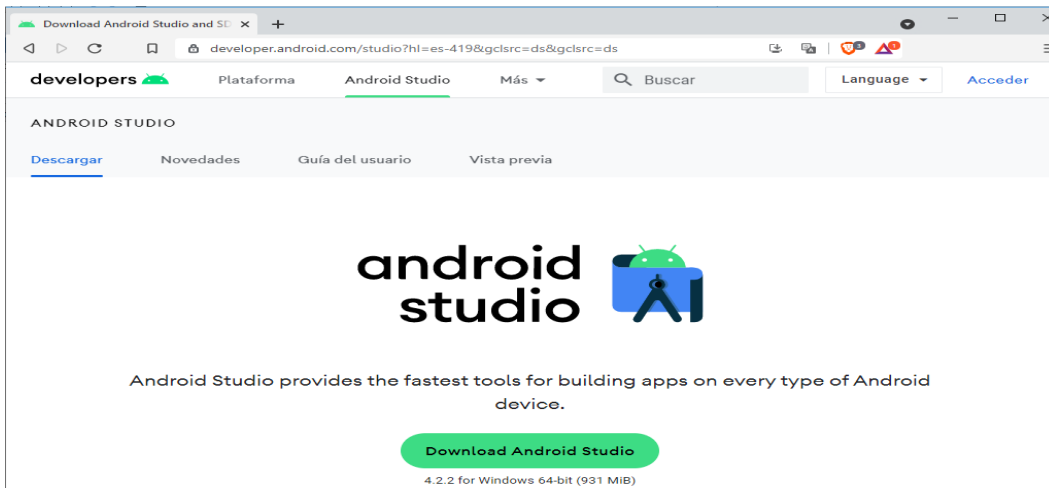 Download Android Studio and SD
developer.android.com/studio?hl=es-419&gclsrc=ds&gclsrc=ds
developers Plataforma Android Studio Más Buscar Language Acceder
ANDROID STUDIO
Descargar Novedades Guía del usuario Vista previa
android
studio
Android Studio provides the fastest tools for building apps on every type of Android
device.
Download Android Studio
4.2.2 for Windows 64-bit (931 MiB)